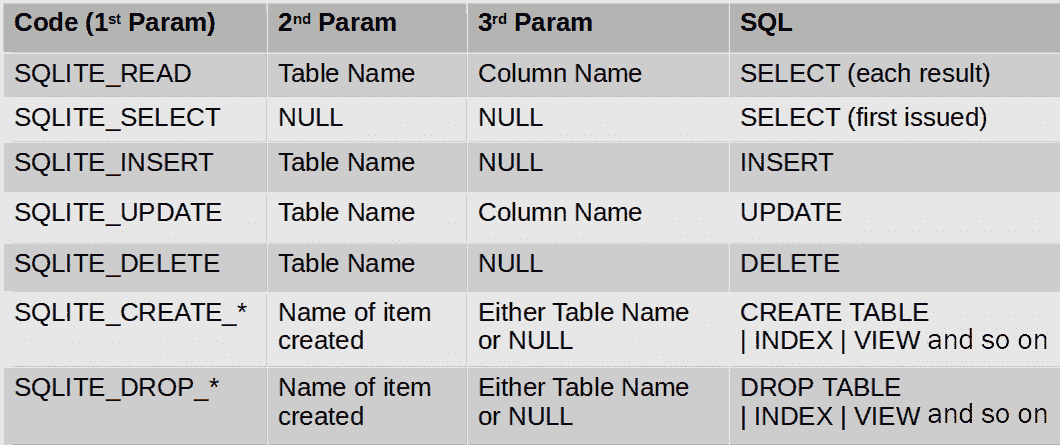 Code (1st Param) 2nd Param 3rd Param SQL
SQLITE_READ Table Name Column Name SELECT (each result)
SQLITE_SELECT NULL NULL SELECT (first issued)
SQLITE_INSERT Table Name NULL INSERT
SQLITE_UPDATE Table Name Column Name UPDATE
SQLITE_DELETE Table Name NULL DELETE
SQLITE_CREATE_* Name of item Either Table Name CREATE TABLE
created or NULL | INDEX | VIEW and so on
SQLITE_DROP_* Name of item Either Table Name DROP TABLE
created or NULL | INDEX | VIEW and so on